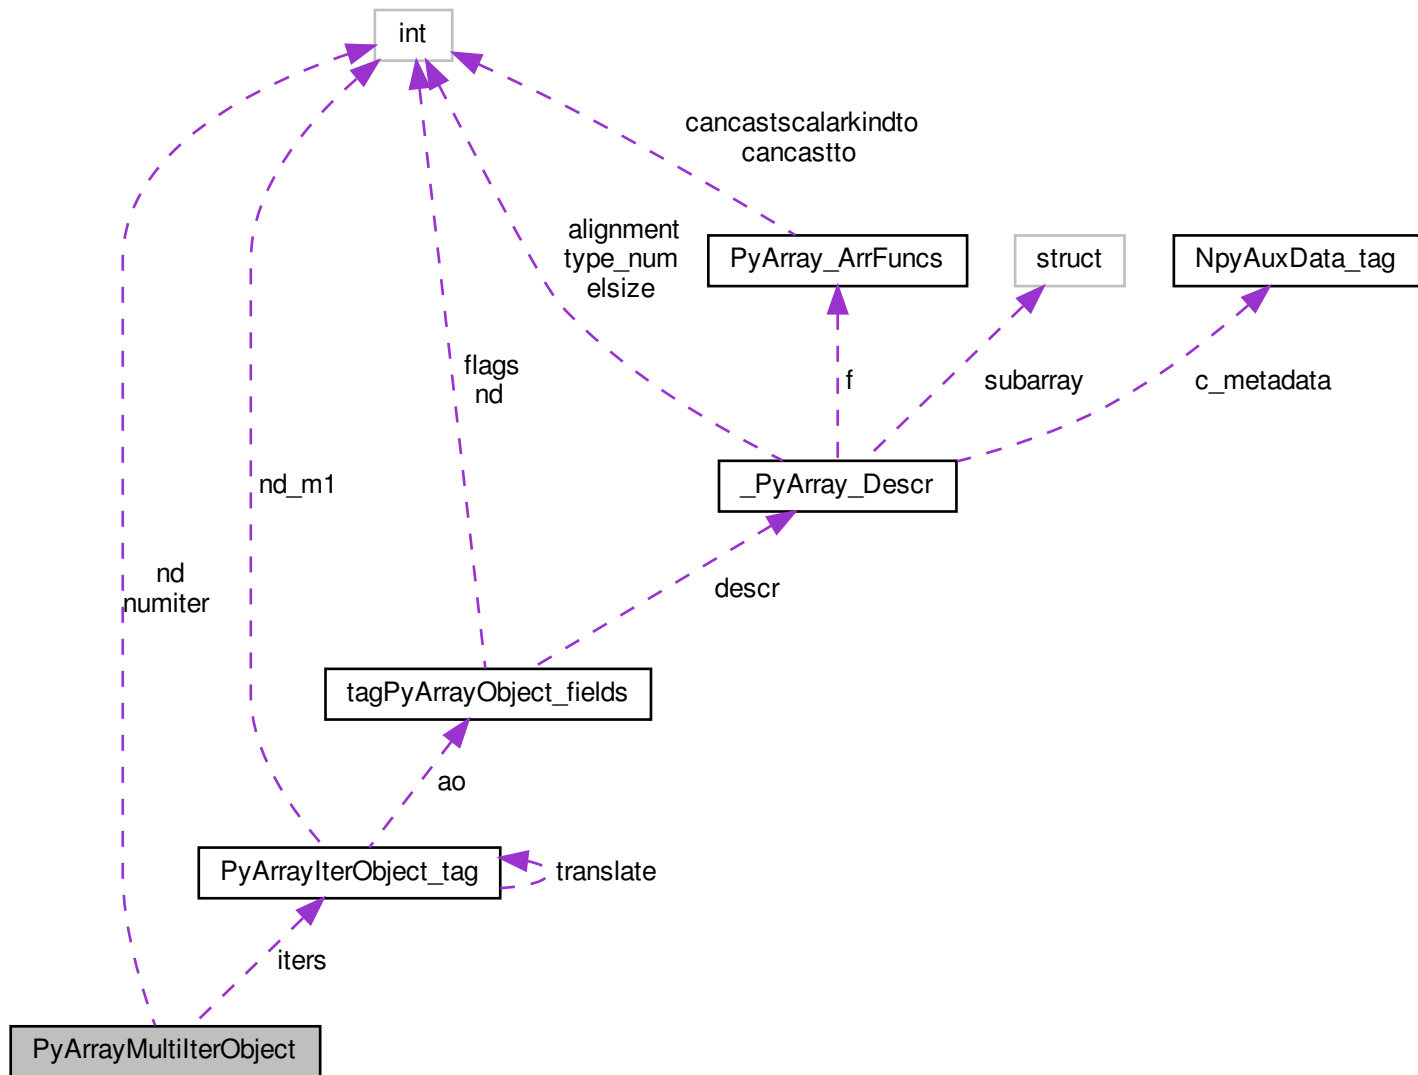 int
cancastscalarkindto
cancastto
alignment
type_num
elsize
PyArray_ArrFuncs
struct
NpyAuxData_tag
flags
nd
f
subarray
c_metadata
nd_m1
_PyArray_Descr
nd
numiter
descr
tagPyArrayObject_fields
ao
PyArrayIterObject_tag
translate
iters
PyArrayMultiIterObject